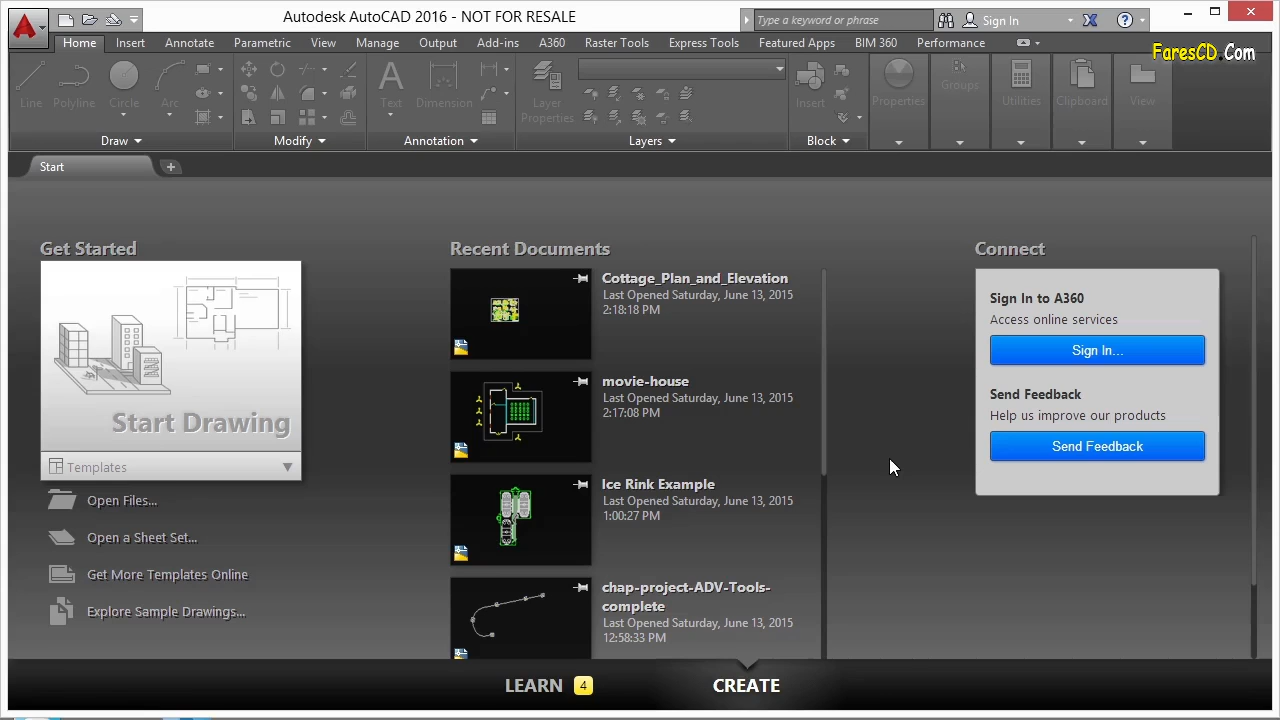 Autodesk AutoCAD 2016 - NOT FOR RESALE
Type a keyword or phrase
Sign In
Home Insert Annotate Parametric View Manage Output Add-ins A360 Raster Tools Express Tools Featured Apps BIM 360 Performance
FaresCD.Com
Line Polyline Circle Arc
Text Dimension
Layer Properties
Insert
Properties
Groups
Utilities
Clipboard
View
Draw Modify Annotation Layers Block
Start
Get Started
Start Drawing
Templates
Open Files...
Open a Sheet Set...
Get More Templates Online
Explore Sample Drawings...
Recent Documents
Cottage_Plan_and_Elevation
Last Opened Saturday, June 13, 2015
2:18:18 PM
movie-house
Last Opened Saturday, June 13, 2015
2:17:08 PM
Ice Rink Example
Last Opened Saturday, June 13, 2015
1:00:27 PM
chap-project-ADV-Tools-
complete
Last Opened Saturday, June 13, 2015
12:58:33 PM
Connect
Sign In to A360
Access online services
Sign In...
Send Feedback
Help us improve our products
Send Feedback
LEARN 4
CREATE